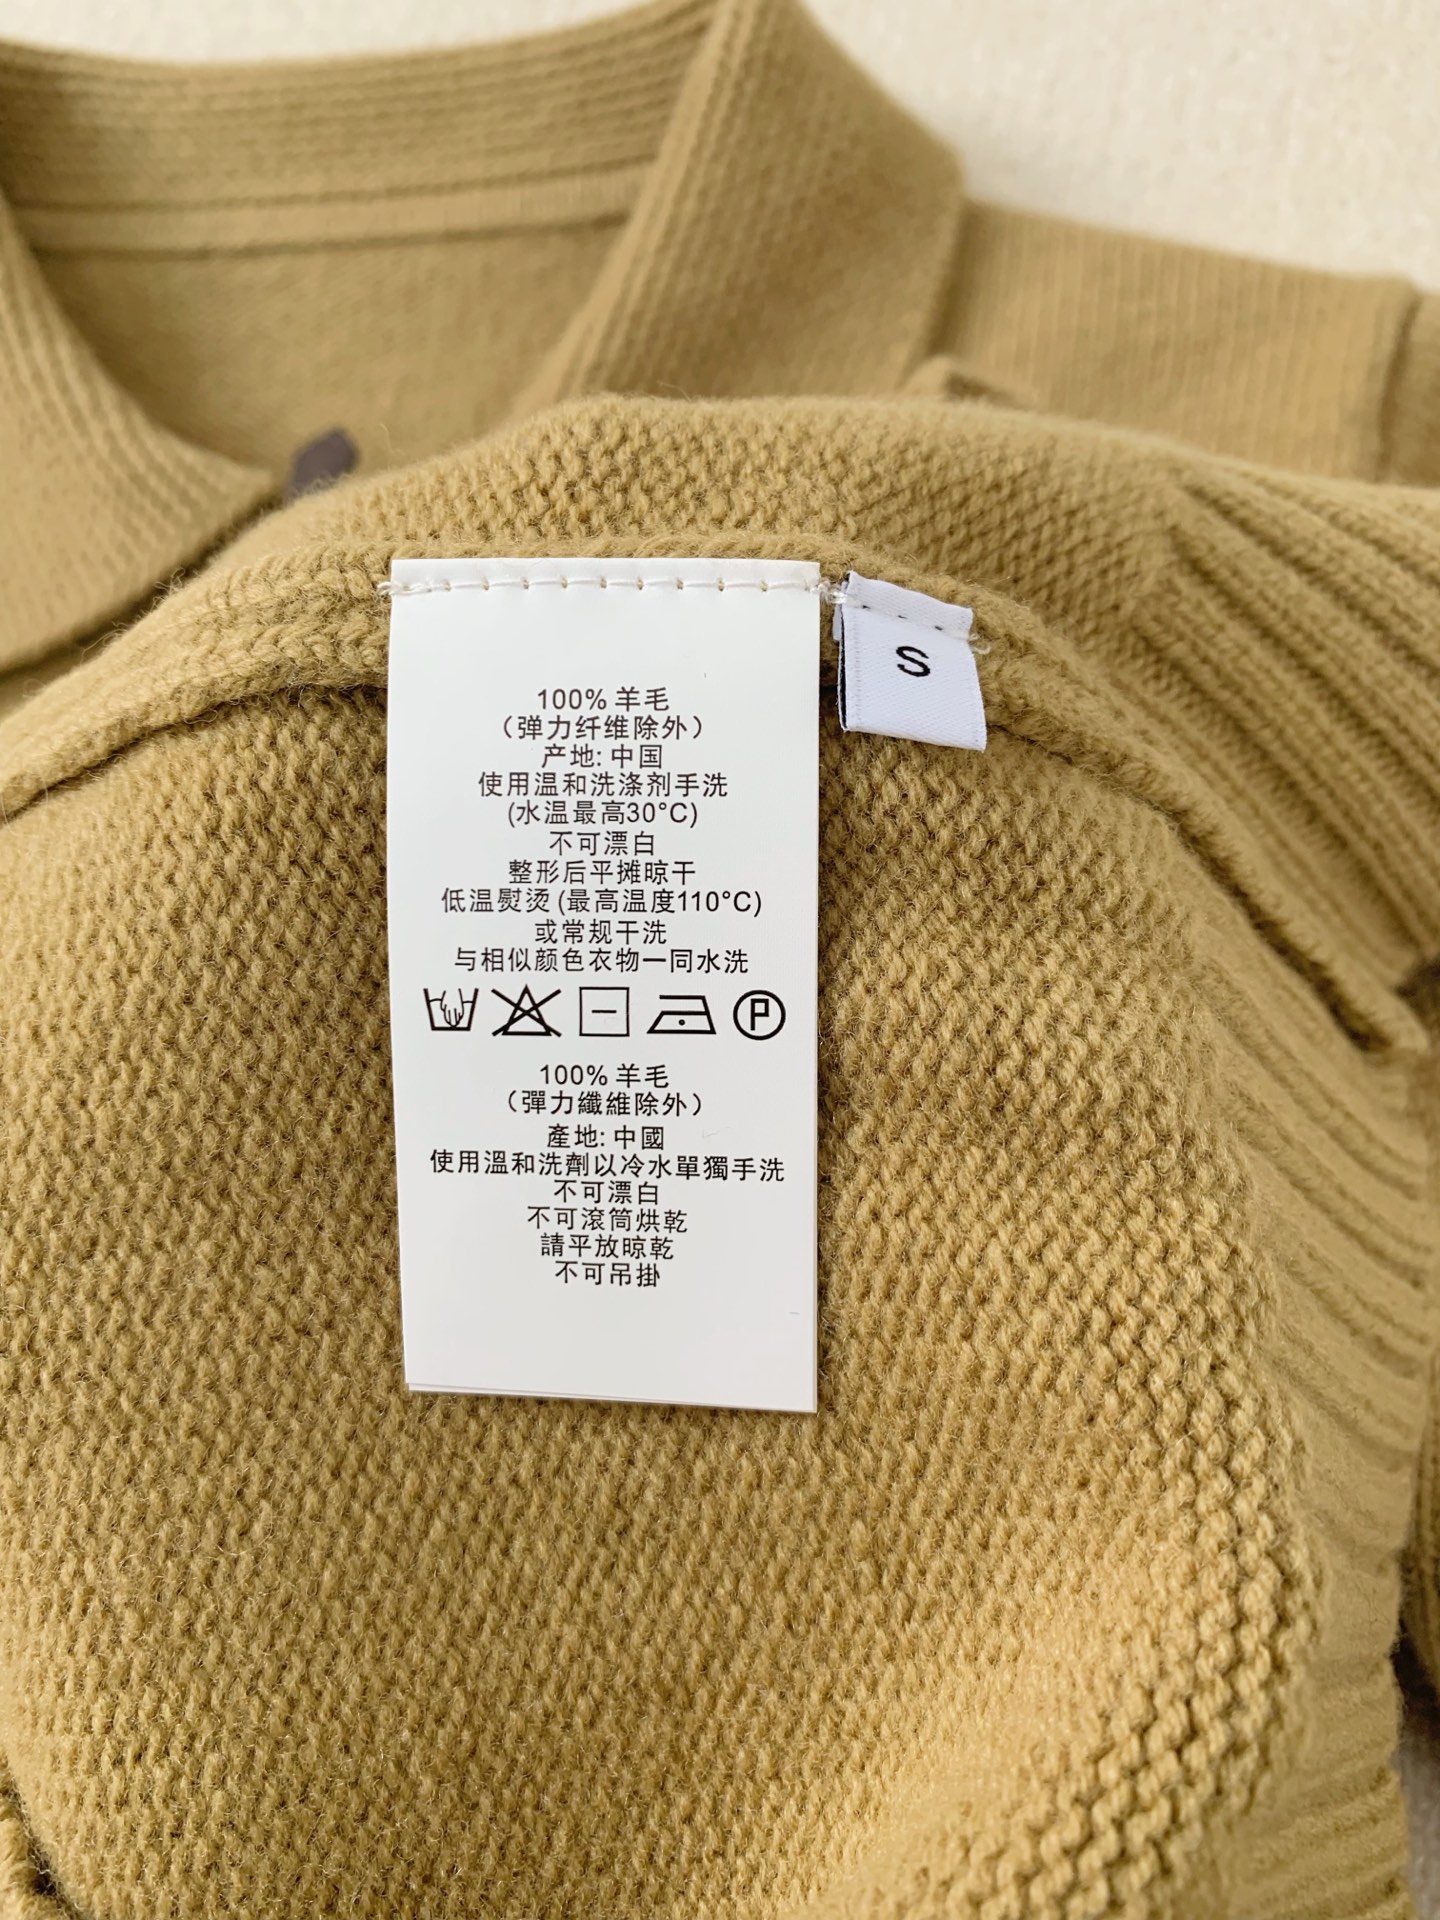 100% 羊毛
（弹力纤维除外）
产地: 中国
使用温和洗涤剂手洗
(水温最高30°C)
不可漂白
整形后平摊晾干
低温熨烫 (最高温度110°C)
或常规干洗
与相似颜色衣物一同水洗
P
100% 羊毛
（彈力纖維除外）
產地: 中國
使用溫和洗劑以冷水單獨手洗
不可漂白
不可滾筒烘乾
請平放晾乾
不可吊掛
S